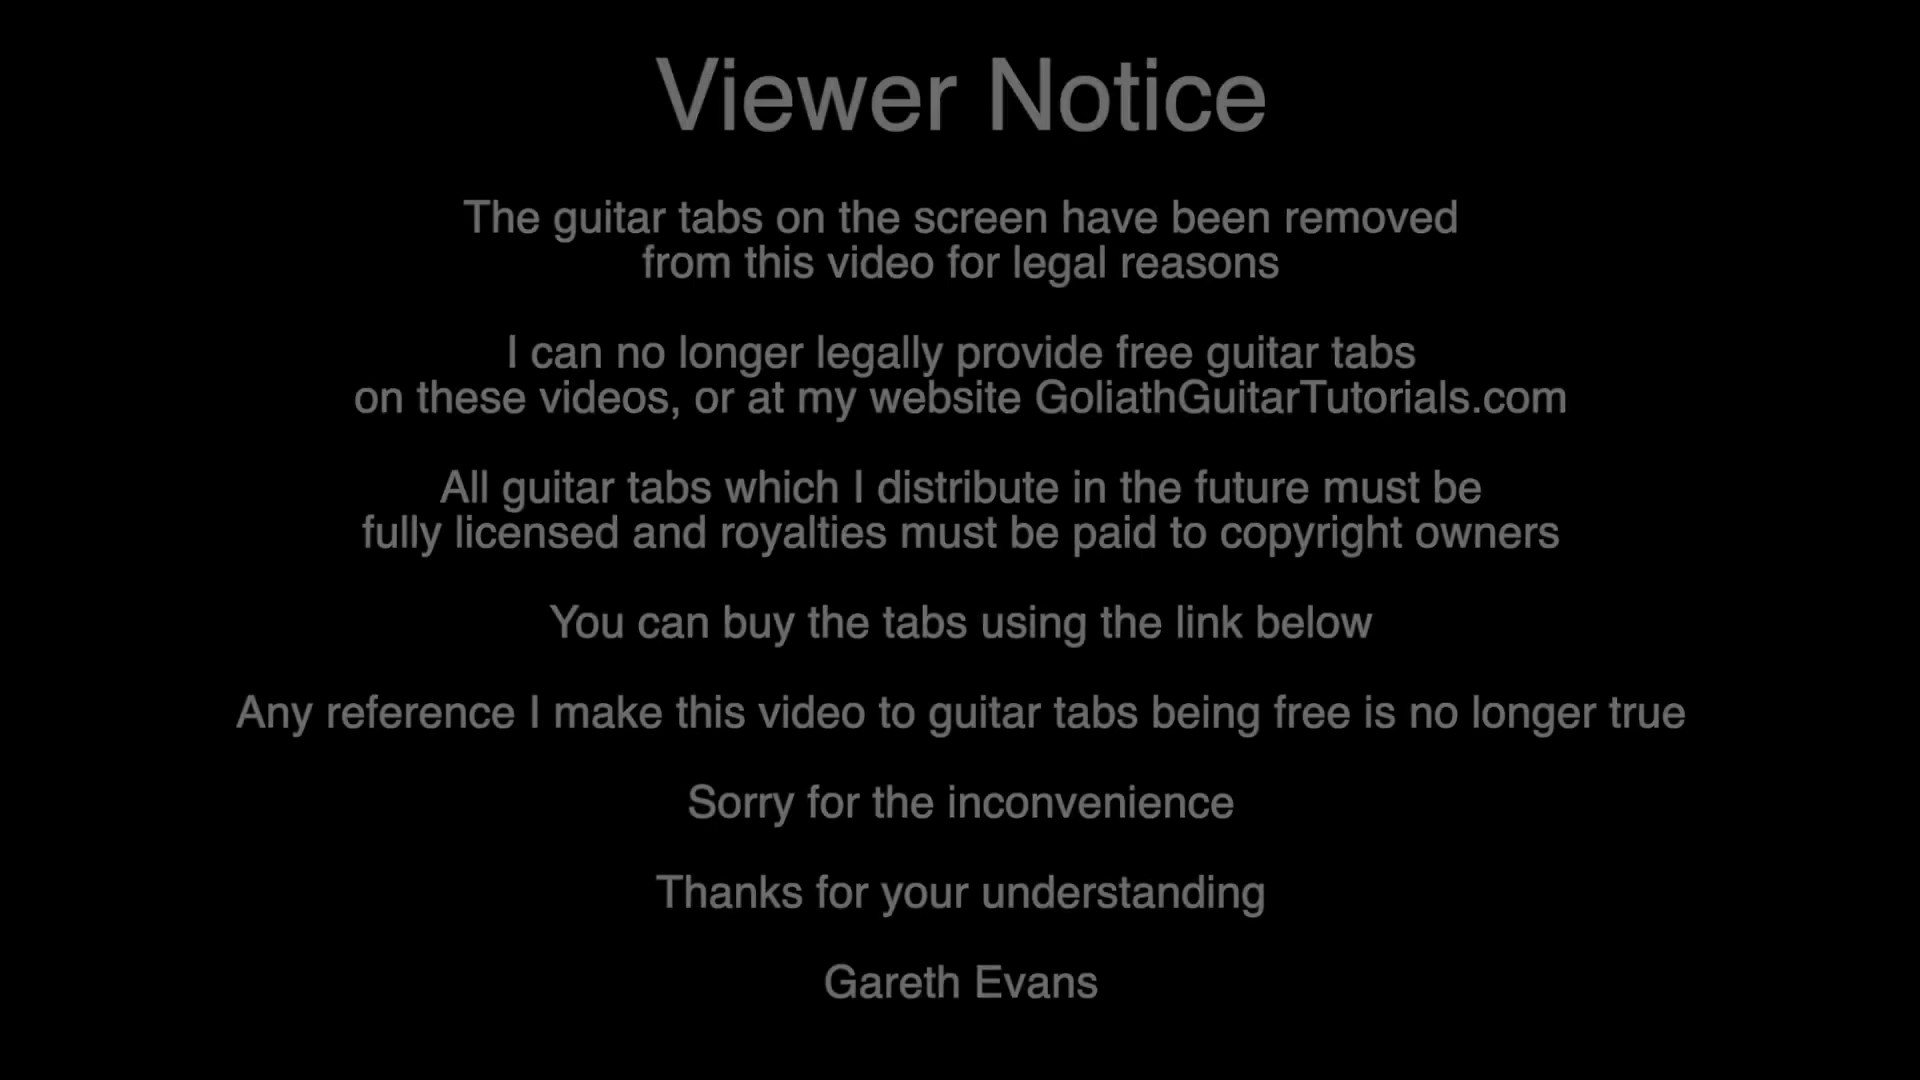 Viewer Notice
The guitar tabs on the screen have been removed
from this video for legal reasons
I can no longer legally provide free guitar tabs
on these videos, or at my website GoliathGuitarTutorials.com
All guitar tabs which I distribute in the future must be
fully licensed and royalties must be paid to copyright owners
You can buy the tabs using the link below
Any reference I make this video to guitar tabs being free is no longer true
Sorry for the inconvenience
Thanks for your understanding
Gareth Evans